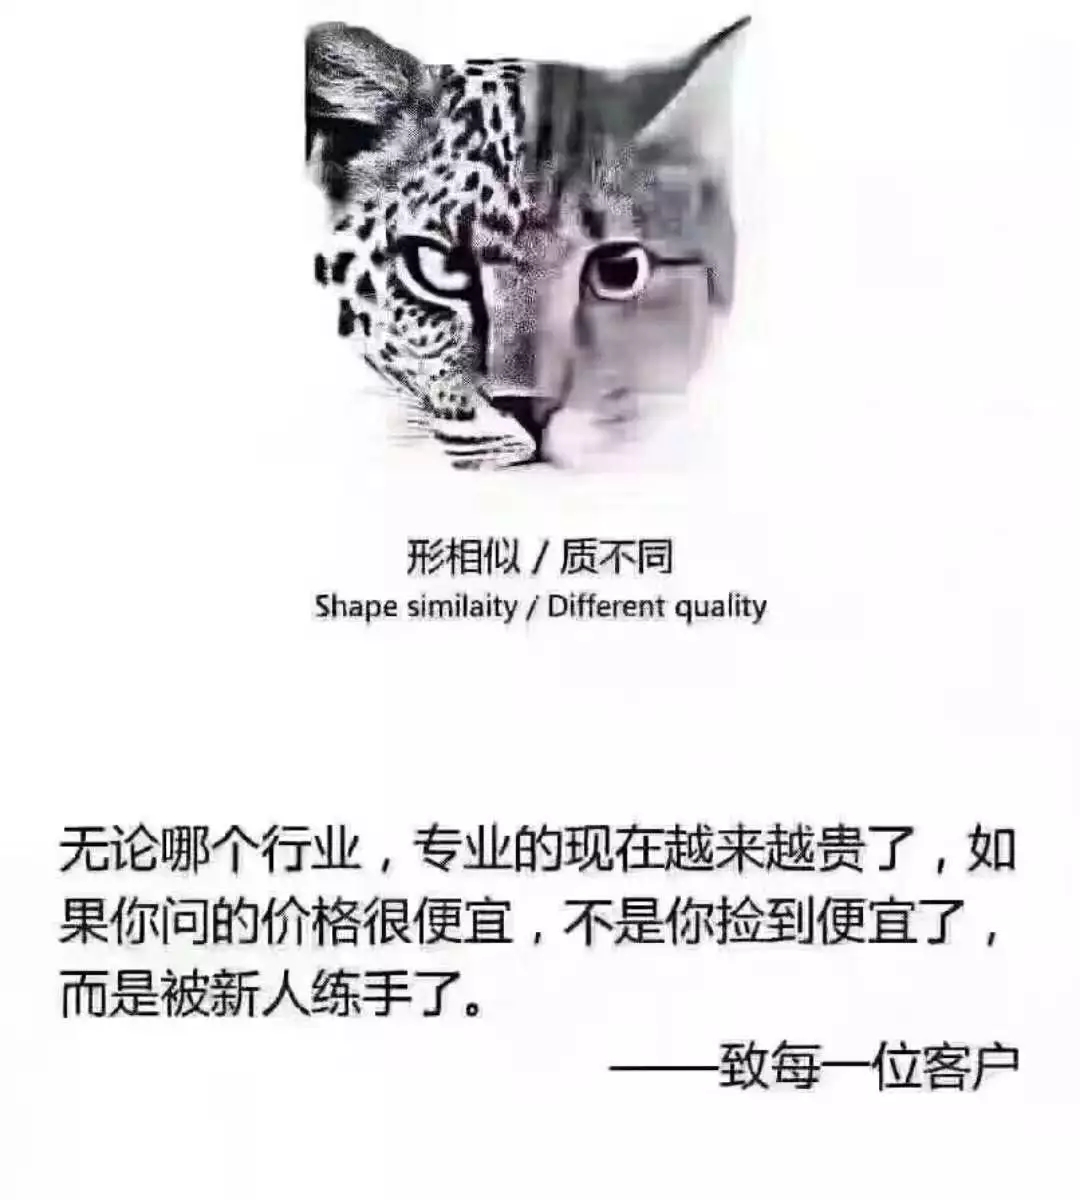 形相似 / 质不同
Shape similaity / Different quality
无论哪个行业，专业的现在越来越贵了，如
果你问的价格很便宜，不是你捡到便宜了，
而是被新人练手了。
——致每一位客户